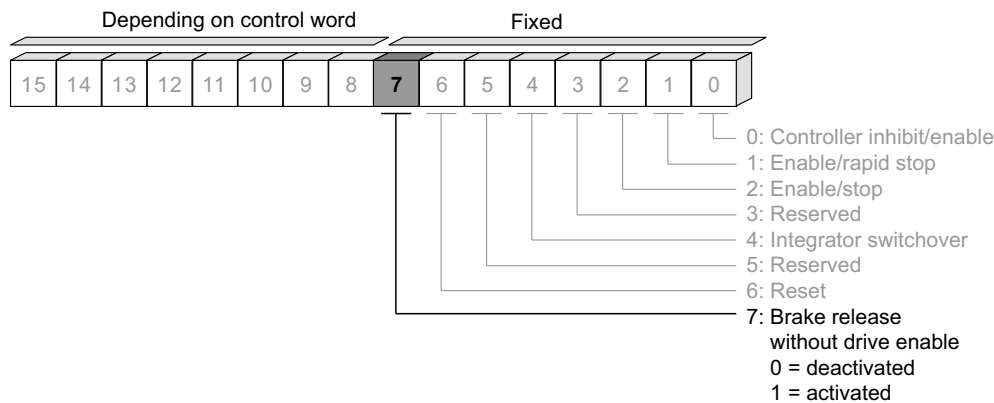 Depending on control word Fixed
15 14 13 12 11 10 9 8 7 6 5 4 3 2 1 0
0: Controller inhibit/enable
1: Enable/rapid stop
2: Enable/stop
3: Reserved
4: Integrator switchover
5: Reserved
6: Reset
7: Brake release
without drive enable
0 = deactivated
1 = activated